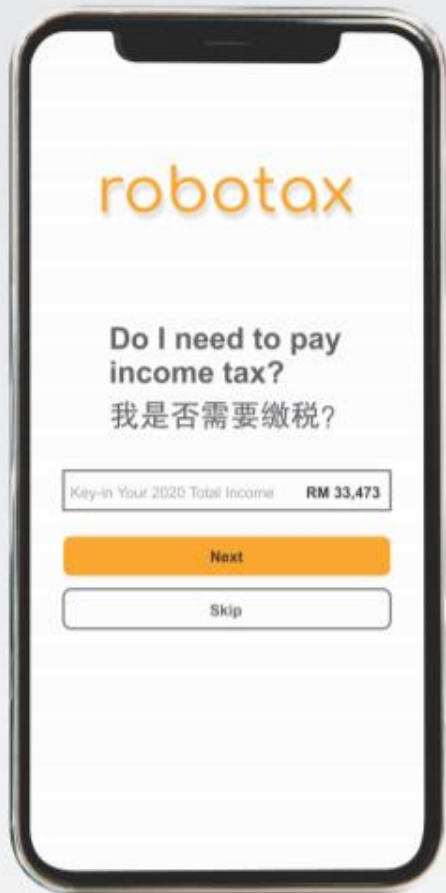 robotax
Do I need to pay
income tax?
我是否需要缴税?
Key-in Your 2020 Total Income RM 33,473
Next
Skip